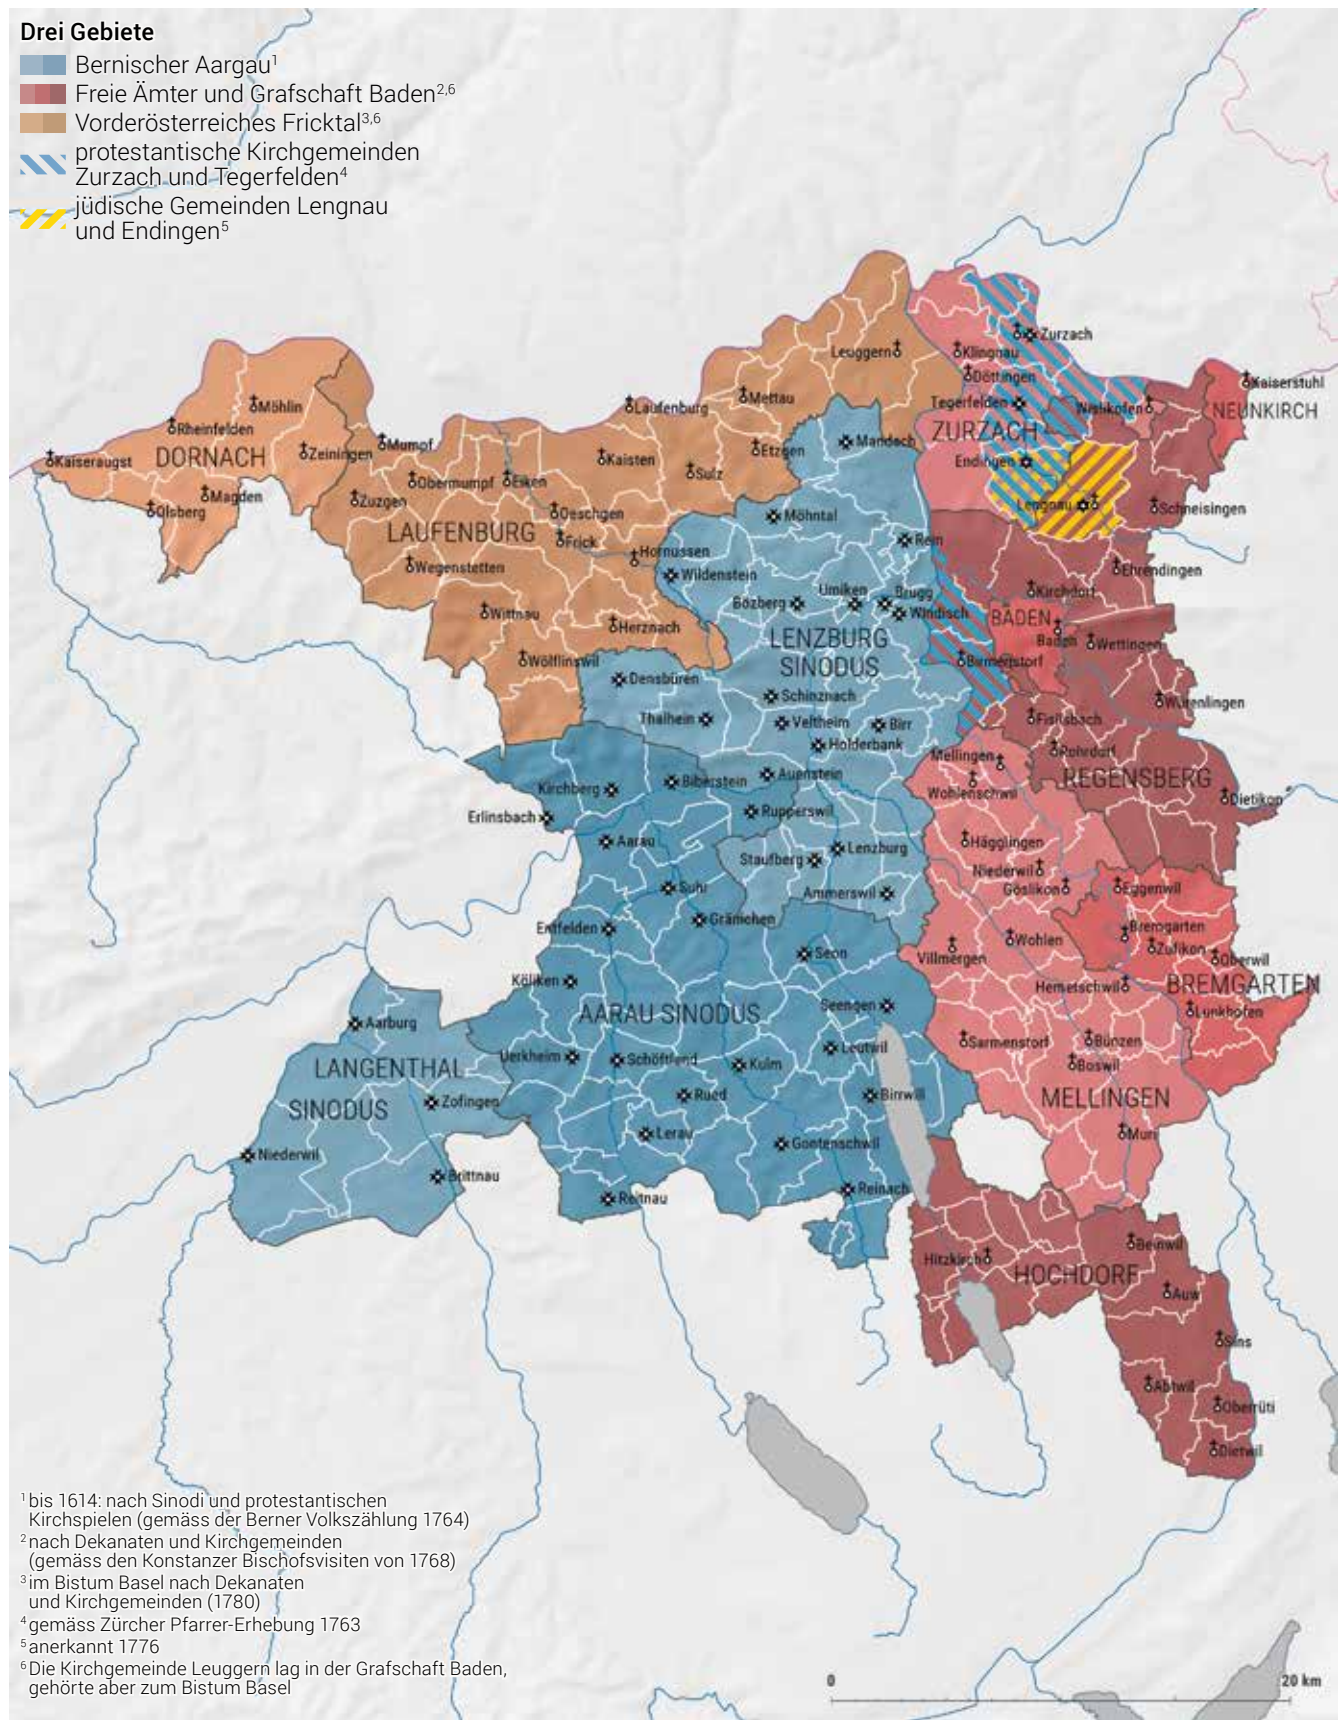 Drei Gebiete
Bernischer Aargau¹
Freie Ämter und Grafschaft Baden²,⁶
Vorderösterreiches Fricktal³,⁶
protestantische Kirchgemeinden
Zurzach und Tegerfelden⁴
jüdische Gemeinden Lengnau
und Endingen⁵
Leuggern
Zurzach
Klingnau
Döttingen
Kaiserstuhl
Mettau
Laufenburg
Tegerfelden
Wislikofen
NEUNKIRCH
Möhlin
Rheinfelden
ZURZACH
Mumpf
Mandach
Etzgen
Kaiseraugst
DORNACH
Zeiningen
Kaisten
Endingen
Sulz
Obermumpf
Eiken
Magden
Zuzgen
Olsberg
Oeschgen
Möhntal
Lengnau
Schneisingen
LAUFENBURG
Frick
Rein
Hornussen
Wegenstetten
Wildenstein
Ehrendingen
Umiken
Brugg
Kirchdorf
Bözberg
Windisch
Wittnau
BADEN
Herznach
LENZBURG
SINODUS
Baden
Wettingen
Wölflinswil
Birmenstorf
Densbüren
Schinznach
Würenlingen
Thalheim
Veltheim
Birr
Fislisbach
Holderbank
Mellingen
Rohrdorf
Kirchberg
Biberstein
Auenstein
REGENSBERG
Wohlenschwil
Dietikon
Erlinsbach
Rupperswil
Aarau
Hägglingen
Staufberg
Lenzburg
Niederwil
Göslikon
Eggenwil
Suhr
Ammerswil
Gränichen
Entfelden
Bremgarten
Wohlen
Zufikon
Villmergen
Oberwil
Seon
Kölliken
Hemetschwil
BREMGARTEN
Seengen
Lunkhofen
AARAU SINODUS
Aarburg
Sarmenstorf
Bünzen
Leutwil
Uerkheim
Schöftlend
Kulm
Boswil
LANGENTHAL
SINODUS
Zofingen
Rued
Birrwill
MELLINGEN
Lerau
Muri
Gontenschwil
Niederwil
Brittnau
Reitnau
Reinach
Beinwil
Hitzkirch
HOCHDORF
Auw
Sins
Abtwil
Oberrüti
Dietwil
¹ bis 1614: nach Sinodi und protestantischen
Kirchspielen (gemäss der Berner Volkszählung 1764)
² nach Dekanaten und Kirchgemeinden
(gemäss den Konstanzer Bischofsvisiten von 1768)
³ im Bistum Basel nach Dekanaten
und Kirchgemeinden (1780)
⁴ gemäss Zürcher Pfarrer-Erhebung 1763
⁵ anerkannt 1776
⁶ Die Kirchgemeinde Leuggern lag in der Grafschaft Baden,
gehörte aber zum Bistum Basel
0 20 km